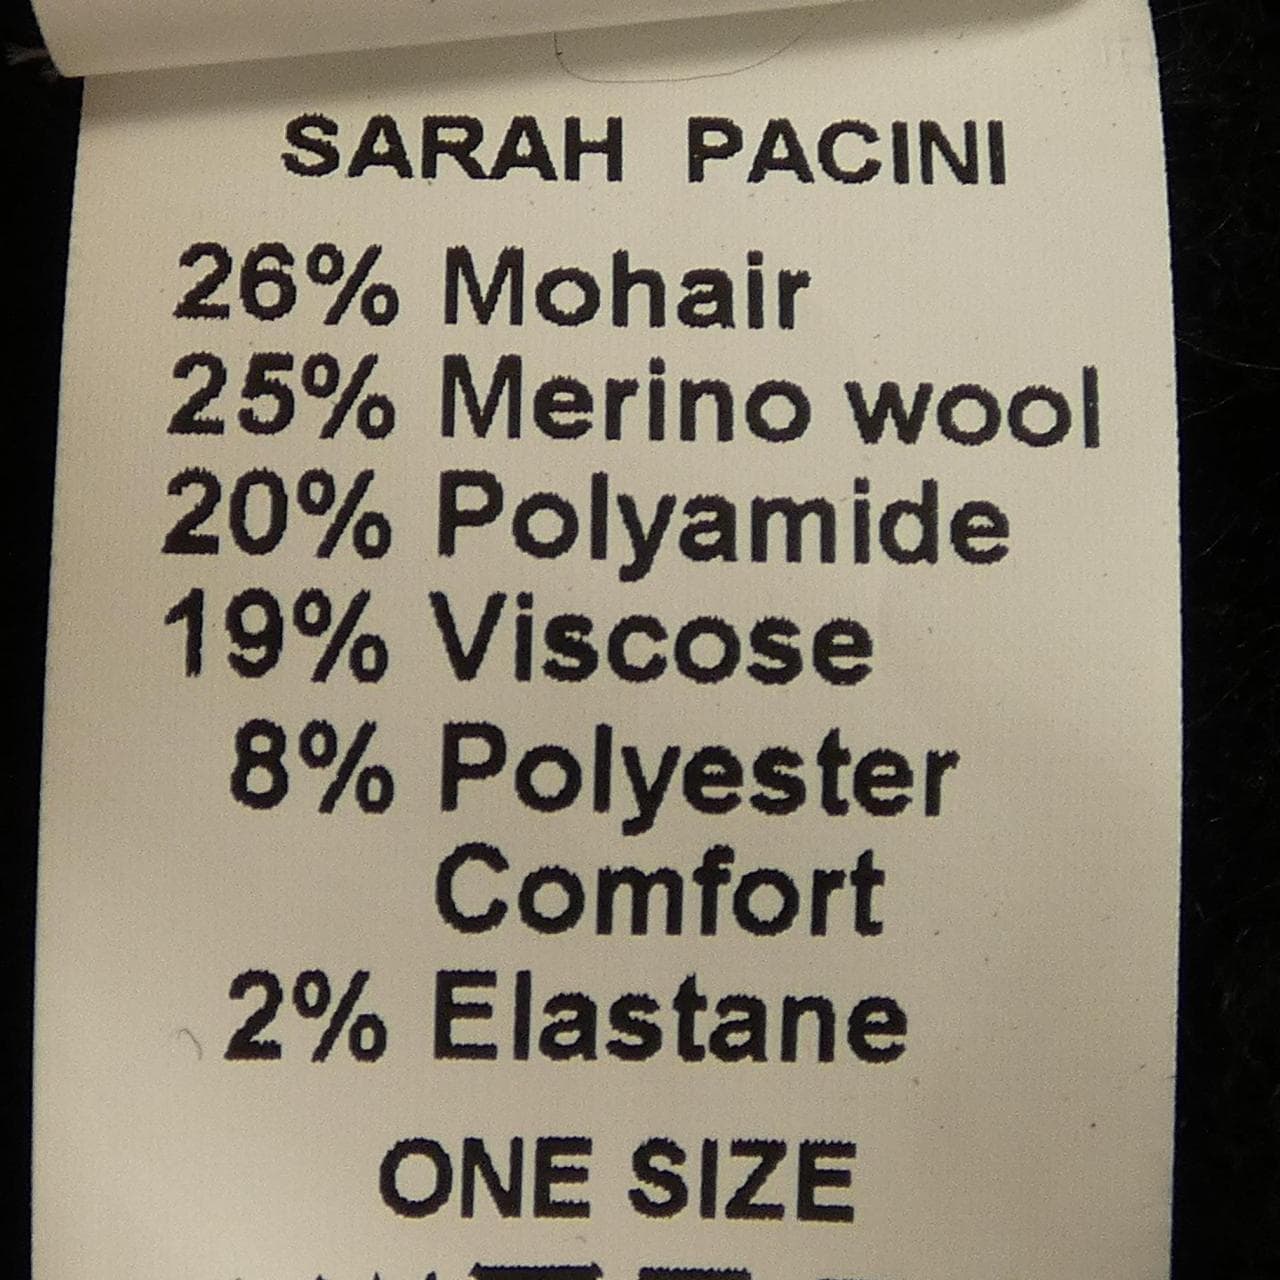 SARAH PACINI
26% Mohair
25% Merino wool
20% Polyamide
19% Viscose
8% Polyester
Comfort
2% Elastane
ONE SIZE